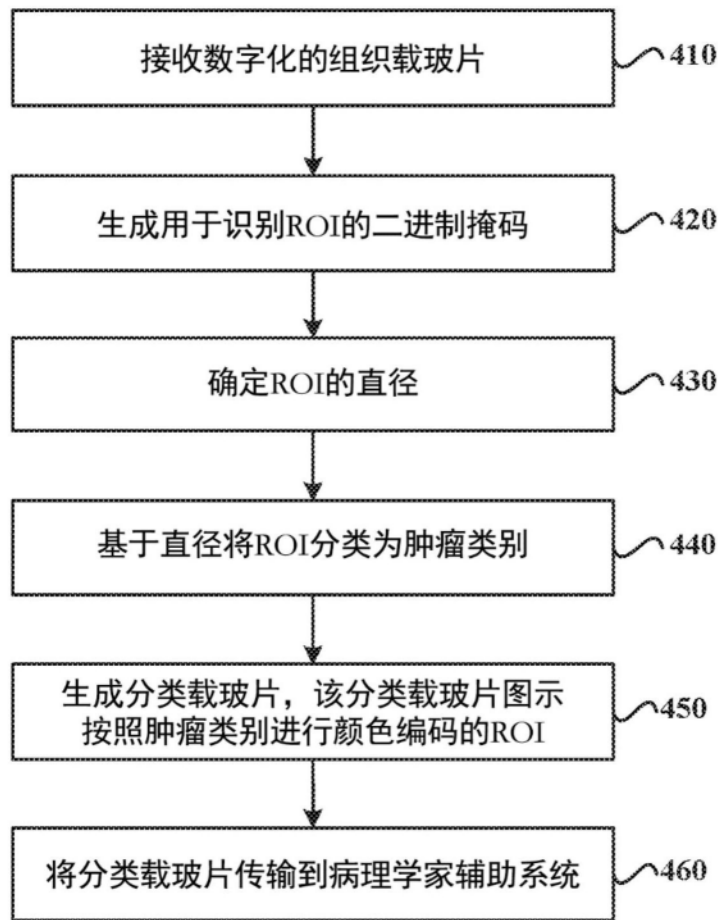 接收数字化的组织载玻片
410
生成用于识别ROI的二进制掩码
420
确定ROI的直径
430
基于直径将ROI分类为肿瘤类别
440
生成分类载玻片，该分类载玻片图示
按照肿瘤类别进行颜色编码的ROI
450
将分类载玻片传输到病理学家辅助系统
460